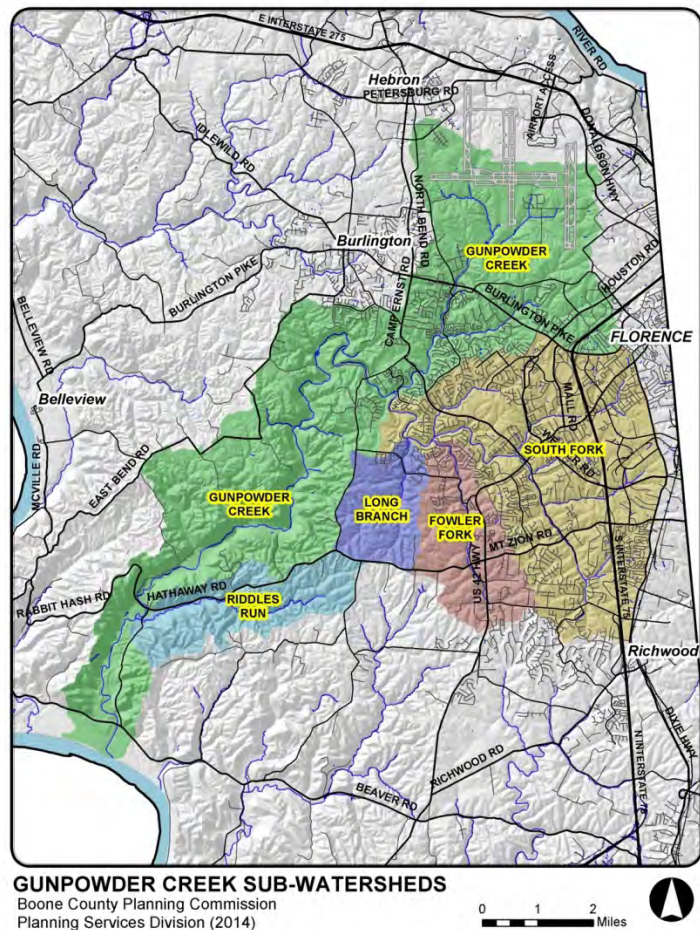 E INTERSTATE 275
RIVER RD
Hebron
PETERSBURG RD
AIRPORT ACCESS
DONALDSON HWY
IDLEWILD RD
NORTH BEND RD
Burlington
GUNPOWDER
CREEK
HOUSTON RD
BURLINGTON PIKE
BURLINGTON PIKE
CAMP ERNST RD
BELLEVIEW RD
FLORENCE
MALL RD
Belleview
SOUTH FORK
MCVILLE RD
EAST BEND RD
GUNPOWDER
CREEK
LONG
BRANCH
FOWLER
FORK
MT ZION RD
US 42 HWY
S INTERSTATE 75
RABBIT HASH RD
HATHAWAY RD
RIDDLES
RUN
Richwood
DIXIE HWY
RICHWOOD RD
N INTERSTATE 75
BEAVER RD
GUNPOWDER CREEK SUB-WATERSHEDS
Boone County Planning Commission
Planning Services Division (2014)
0 1 2
Miles